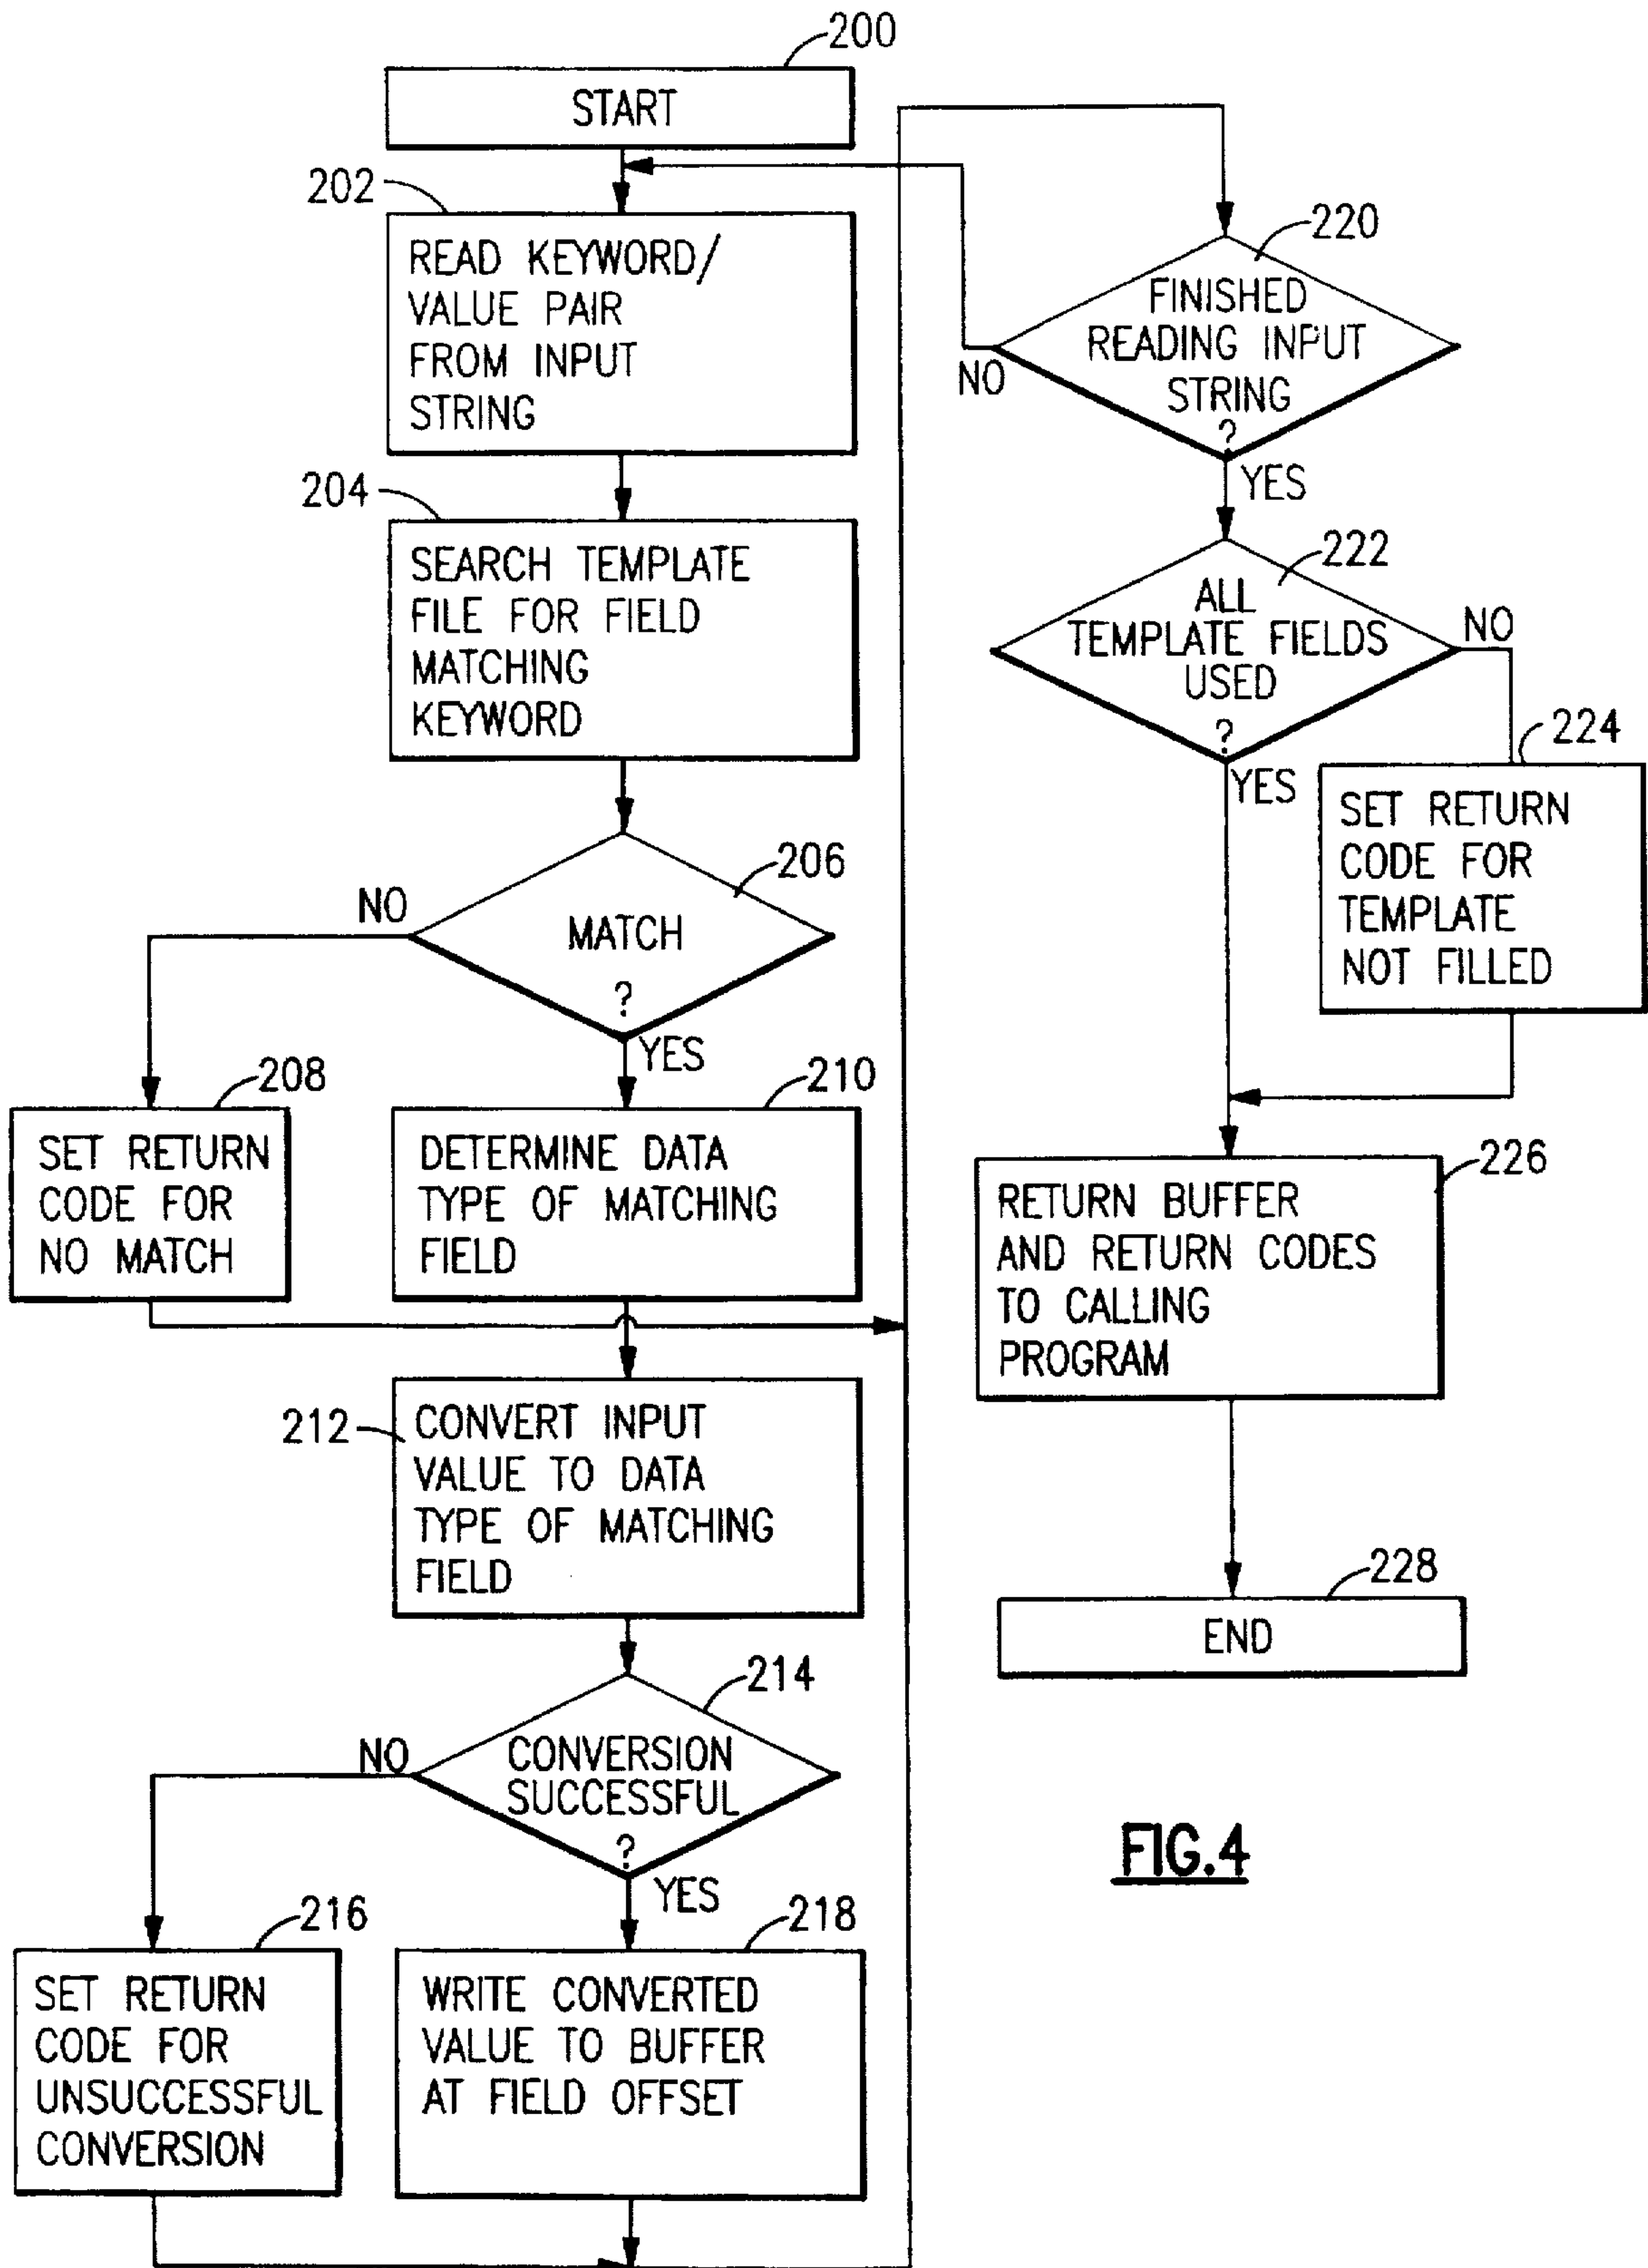 200
START
202
READ KEYWORD/
VALUE PAIR
FROM INPUT
STRING
204
SEARCH TEMPLATE
FILE FOR FIELD
MATCHING
KEYWORD
206
MATCH
?
NO
YES
208
SET RETURN
CODE FOR
NO MATCH
210
DETERMINE DATA
TYPE OF MATCHING
FIELD
212
CONVERT INPUT
VALUE TO DATA
TYPE OF MATCHING
FIELD
214
CONVERSION
SUCCESSFUL
?
NO
YES
216
SET RETURN
CODE FOR
UNSUCCESSFUL
CONVERSION
218
WRITE CONVERTED
VALUE TO BUFFER
AT FIELD OFFSET
220
FINISHED
READING INPUT
STRING
?
NO
YES
222
ALL
TEMPLATE FIELDS
USED
?
NO
YES
224
SET RETURN
CODE FOR
TEMPLATE
NOT FILLED
226
RETURN BUFFER
AND RETURN CODES
TO CALLING
PROGRAM
228
END
FIG.4